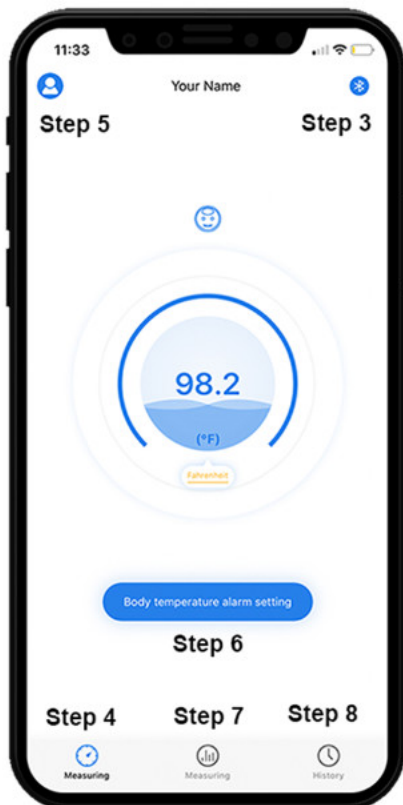 11:33
Your Name
Step 5 Step 3
98.2
(°F)
Fahrenheit
Body temperature alarm setting
Step 6
Step 4 Step 7 Step 8
Measuring Measuring History